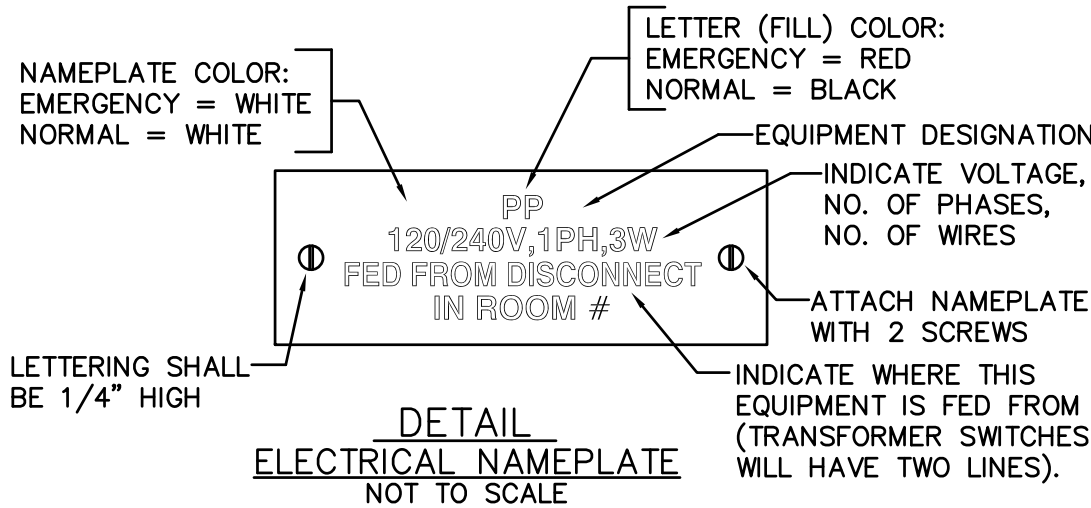 NAMEPLATE COLOR:
EMERGENCY = WHITE
NORMAL = WHITE
LETTER (FILL) COLOR:
EMERGENCY = RED
NORMAL = BLACK
EQUIPMENT DESIGNATION
INDICATE VOLTAGE,
NO. OF PHASES,
NO. OF WIRES
PP
120/240V,1PH,3W
FED FROM DISCONNECT
IN ROOM #
ATTACH NAMEPLATE
WITH 2 SCREWS
LETTERING SHALL
BE 1/4" HIGH
INDICATE WHERE THIS
EQUIPMENT IS FED FROM
(TRANSFORMER SWITCHES
WILL HAVE TWO LINES).
DETAIL
ELECTRICAL NAMEPLATE
NOT TO SCALE